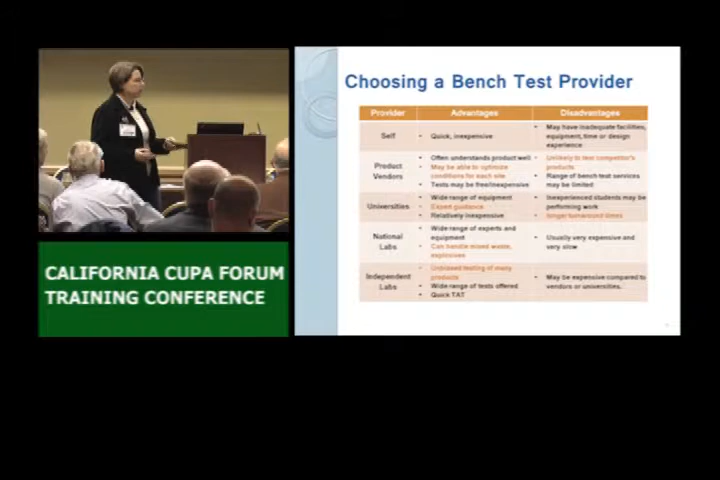 Choosing a Bench Test Provider
Provider
Advantages
Disadvantages
Self
Quick, inexpensive
May have inadequate facilities,
equipment, time or design
experience
Product
Vendors
Often understands product well
May be able to optimize
conditions for each site
Tests may be free/inexpensive
Unlikely to test competitor's
products
Range of bench test services
may be limited
Universities
Wide range of equipment
Expert guidance
Relatively inexpensive
Inexperienced students may be
performing work
longer turnaround times
National
Labs
Wide range of experts and
equipment
Can handle mixed waste,
explosives
Usually very expensive and
very slow
Independent
Labs
Unbiased testing of many
products
Wide range of tests offered
Quick TAT
May be expensive compared to
vendors or universities.
CALIFORNIA CUPA FORUM
TRAINING CONFERENCE